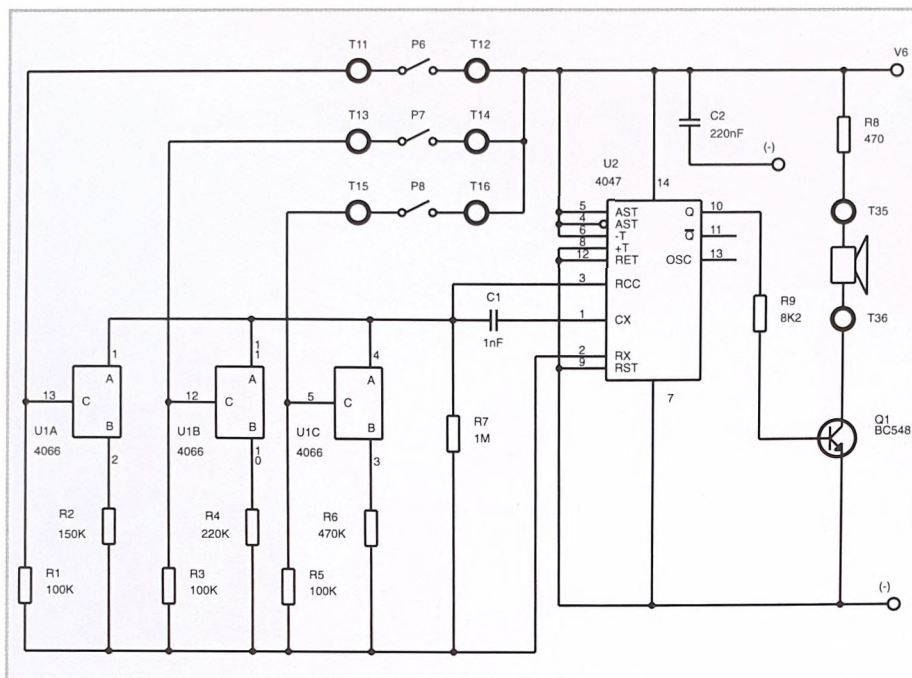 T11 P6 T12
V6
T13 P7 T14
C2
220nF
R8
470
(-)
T15 P8 T16
U2
4047
14
T35
5 AST Q 10
4 AST
6 -T Q 11
8 +T
12 RET OSC 13
3 RCC
C1
1nF
1 CX
R9
8K2
T36
2 RX
9 RST
7
1
A
13 C
B
U1A
4066
2
1
1
A
12 C
B
U1B
4066
1
0
4
A
5 C
B
U1C
4066
3
R7
1M
Q1
BC548
R2
150K
R4
220K
R6
470K
R1
100K
R3
100K
R5
100K
(-)